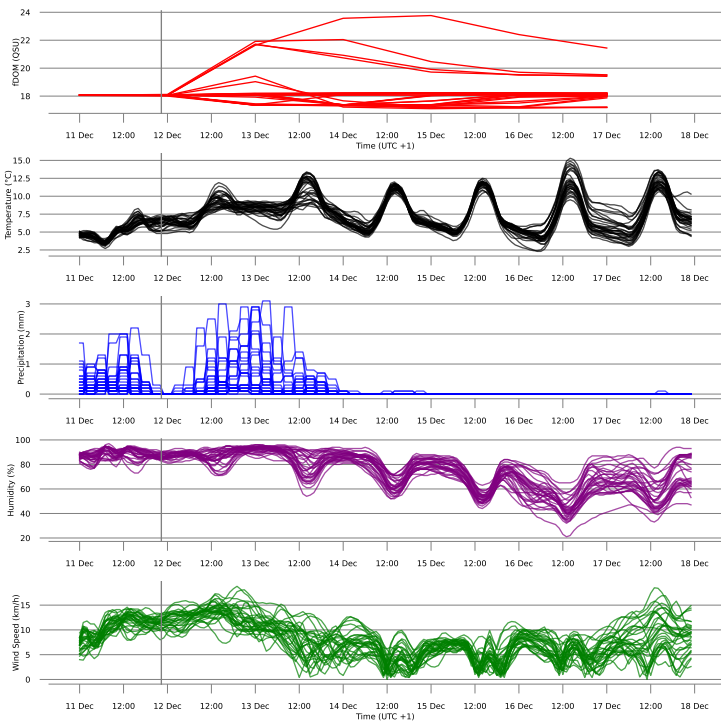 24
22
20
18
fDOM (QSU)
11 Dec 12:00 12 Dec 12:00 13 Dec 12:00 14 Dec 12:00 15 Dec 12:00 16 Dec 12:00 17 Dec 12:00 18 Dec
Time (UTC +1)
15.0
12.5
10.0
7.5
5.0
2.5
Temperature (°C)
11 Dec 12:00 12 Dec 12:00 13 Dec 12:00 14 Dec 12:00 15 Dec 12:00 16 Dec 12:00 17 Dec 12:00 18 Dec
3
2
1
0
Precipitation (mm)
11 Dec 12:00 12 Dec 12:00 13 Dec 12:00 14 Dec 12:00 15 Dec 12:00 16 Dec 12:00 17 Dec 12:00 18 Dec
100
80
60
40
20
Humidity (%)
11 Dec 12:00 12 Dec 12:00 13 Dec 12:00 14 Dec 12:00 15 Dec 12:00 16 Dec 12:00 17 Dec 12:00 18 Dec
15
10
5
0
Wind Speed (km/h)
11 Dec 12:00 12 Dec 12:00 13 Dec 12:00 14 Dec 12:00 15 Dec 12:00 16 Dec 12:00 17 Dec 12:00 18 Dec
Time (UTC +1)